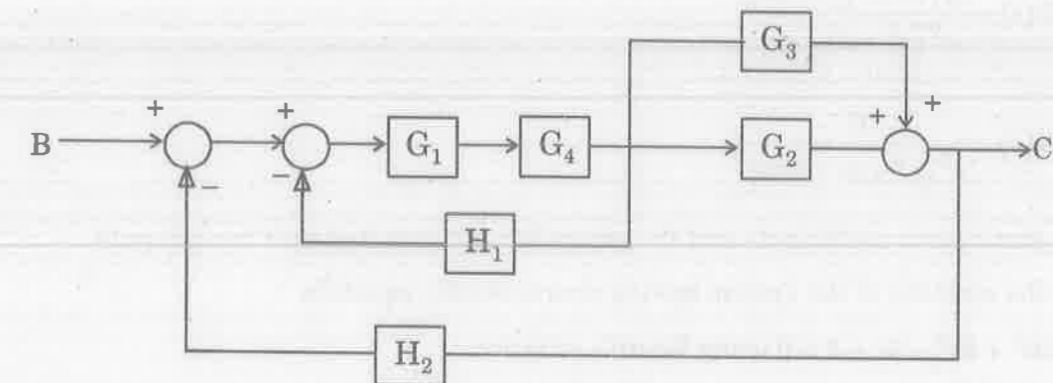 G₃
+
+ + +
B G₁ G₄ G₂ C
− −
H₁
H₂